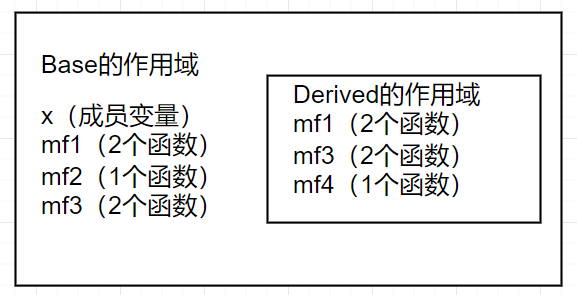 Base的作用域
x（成员变量）
mf1（2个函数）
mf2（1个函数）
mf3（2个函数）
Derived的作用域
mf1（2个函数）
mf3（2个函数）
mf4（1个函数）